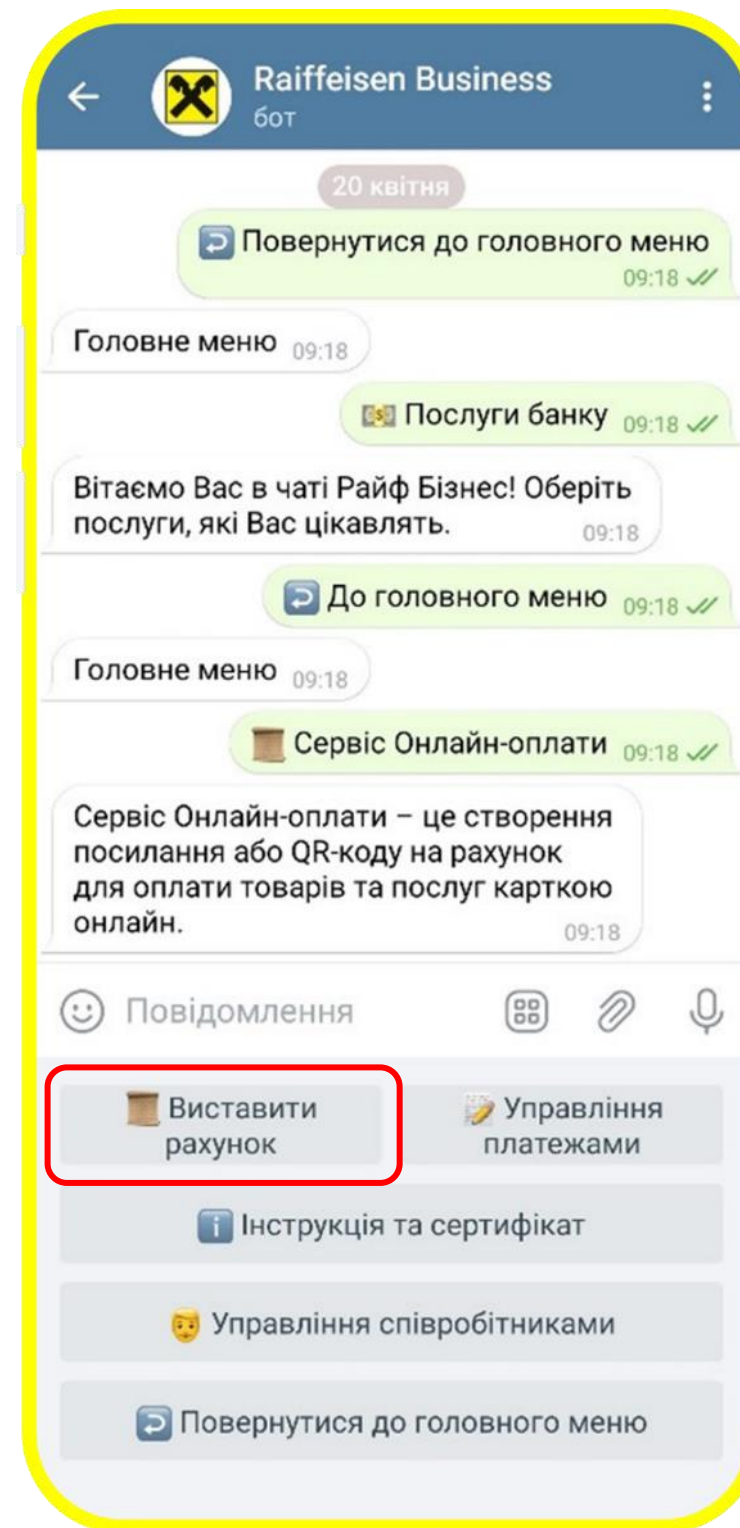 Raiffeisen Business
бот
20 квітня
Повернутися до головного меню
09:18
Головне меню 09:18
Послуги банку 09:18
Вітаємо Вас в чаті Райф Бізнес! Оберіть
послуги, які Вас цікавлять. 09:18
До головного меню 09:18
Головне меню 09:18
Сервіс Онлайн-оплати 09:18
Сервіс Онлайн-оплати – це створення
посилання або QR-коду на рахунок
для оплати товарів та послуг карткою
онлайн. 09:18
Повідомлення
Виставити
рахунок
Управління
платежами
Інструкція та сертифікат
Управління співробітниками
Повернутися до головного меню